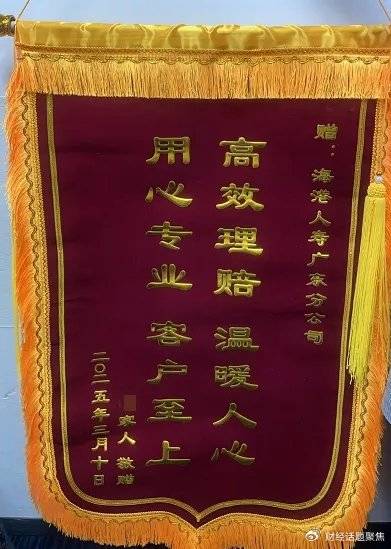 赠：海港人寿广东分公司
高效理赔 温暖人心
用心专业 客户至上
家人 敬赠
二〇二五年三月十日
财经话题聚焦